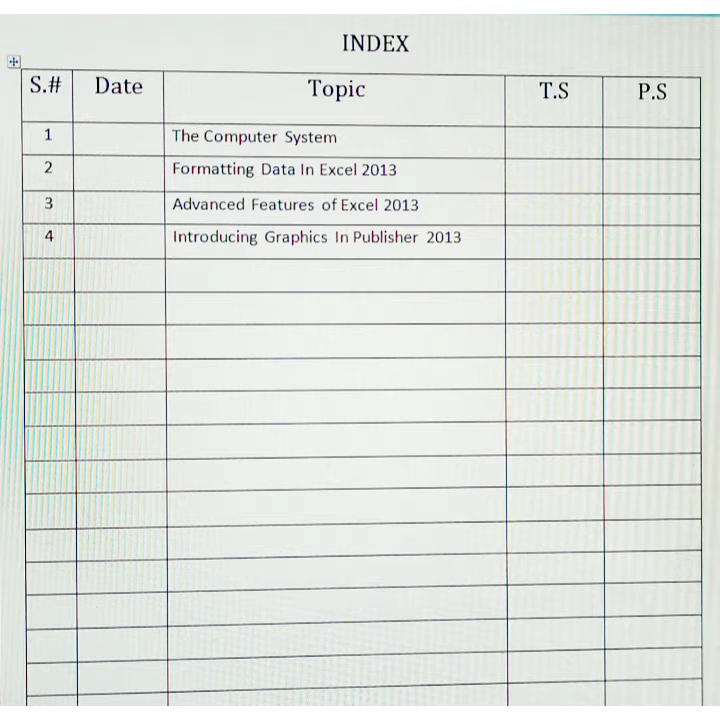 INDEX
S.# Date Topic T.S P.S
1 The Computer System
2 Formatting Data In Excel 2013
3 Advanced Features of Excel 2013
4 Introducing Graphics In Publisher 2013